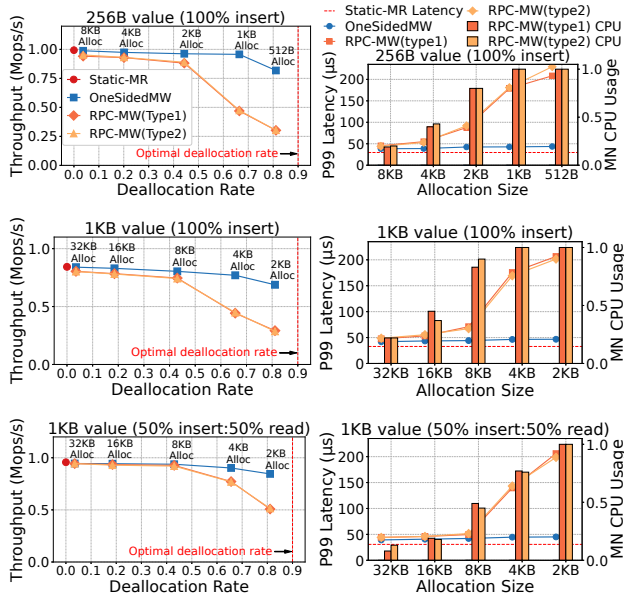 256B value (100% insert)
Throughput (Mops/s)
1.00
0.75
0.50
0.25
0.00
8KB
Alloc
4KB
Alloc
2KB
Alloc
1KB
Alloc
512B
Alloc
Static-MR
OneSidedMW
RPC-MW(Type1)
RPC-MW(Type2)
Optimal deallocation rate
0.0 0.1 0.2 0.3 0.4 0.5 0.6 0.7 0.8 0.9
Deallocation Rate
Static-MR Latency
OneSidedMW
RPC-MW(type1)
RPC-MW(type2)
RPC-MW(type1) CPU
RPC-MW(type2) CPU
256B value (100% insert)
P99 Latency (µs)
200
150
100
50
0
1.0
0.8
0.6
0.4
0.2
0.0
MN CPU Usage
8KB 4KB 2KB 1KB 512B
Allocation Size
1KB value (100% insert)
Throughput (Mops/s)
1.0
0.5
0.0
32KB
Alloc
16KB
Alloc
8KB
Alloc
4KB
Alloc
2KB
Alloc
Optimal deallocation rate
0.0 0.1 0.2 0.3 0.4 0.5 0.6 0.7 0.8 0.9
Deallocation Rate
1KB value (100% insert)
P99 Latency (µs)
200
150
100
50
0
1.0
0.5
0.0
MN CPU Usage
32KB 16KB 8KB 4KB 2KB
Allocation Size
1KB value (50% insert:50% read)
Throughput (Mops/s)
1.0
0.5
0.0
32KB
Alloc
16KB
Alloc
8KB
Alloc
4KB
Alloc
2KB
Alloc
Optimal deallocation rate
0.0 0.1 0.2 0.3 0.4 0.5 0.6 0.7 0.8 0.9
Deallocation Rate
1KB value (50% insert:50% read)
P99 Latency (µs)
200
150
100
50
0
1.0
0.5
0.0
MN CPU Usage
32KB 16KB 8KB 4KB 2KB
Allocation Size